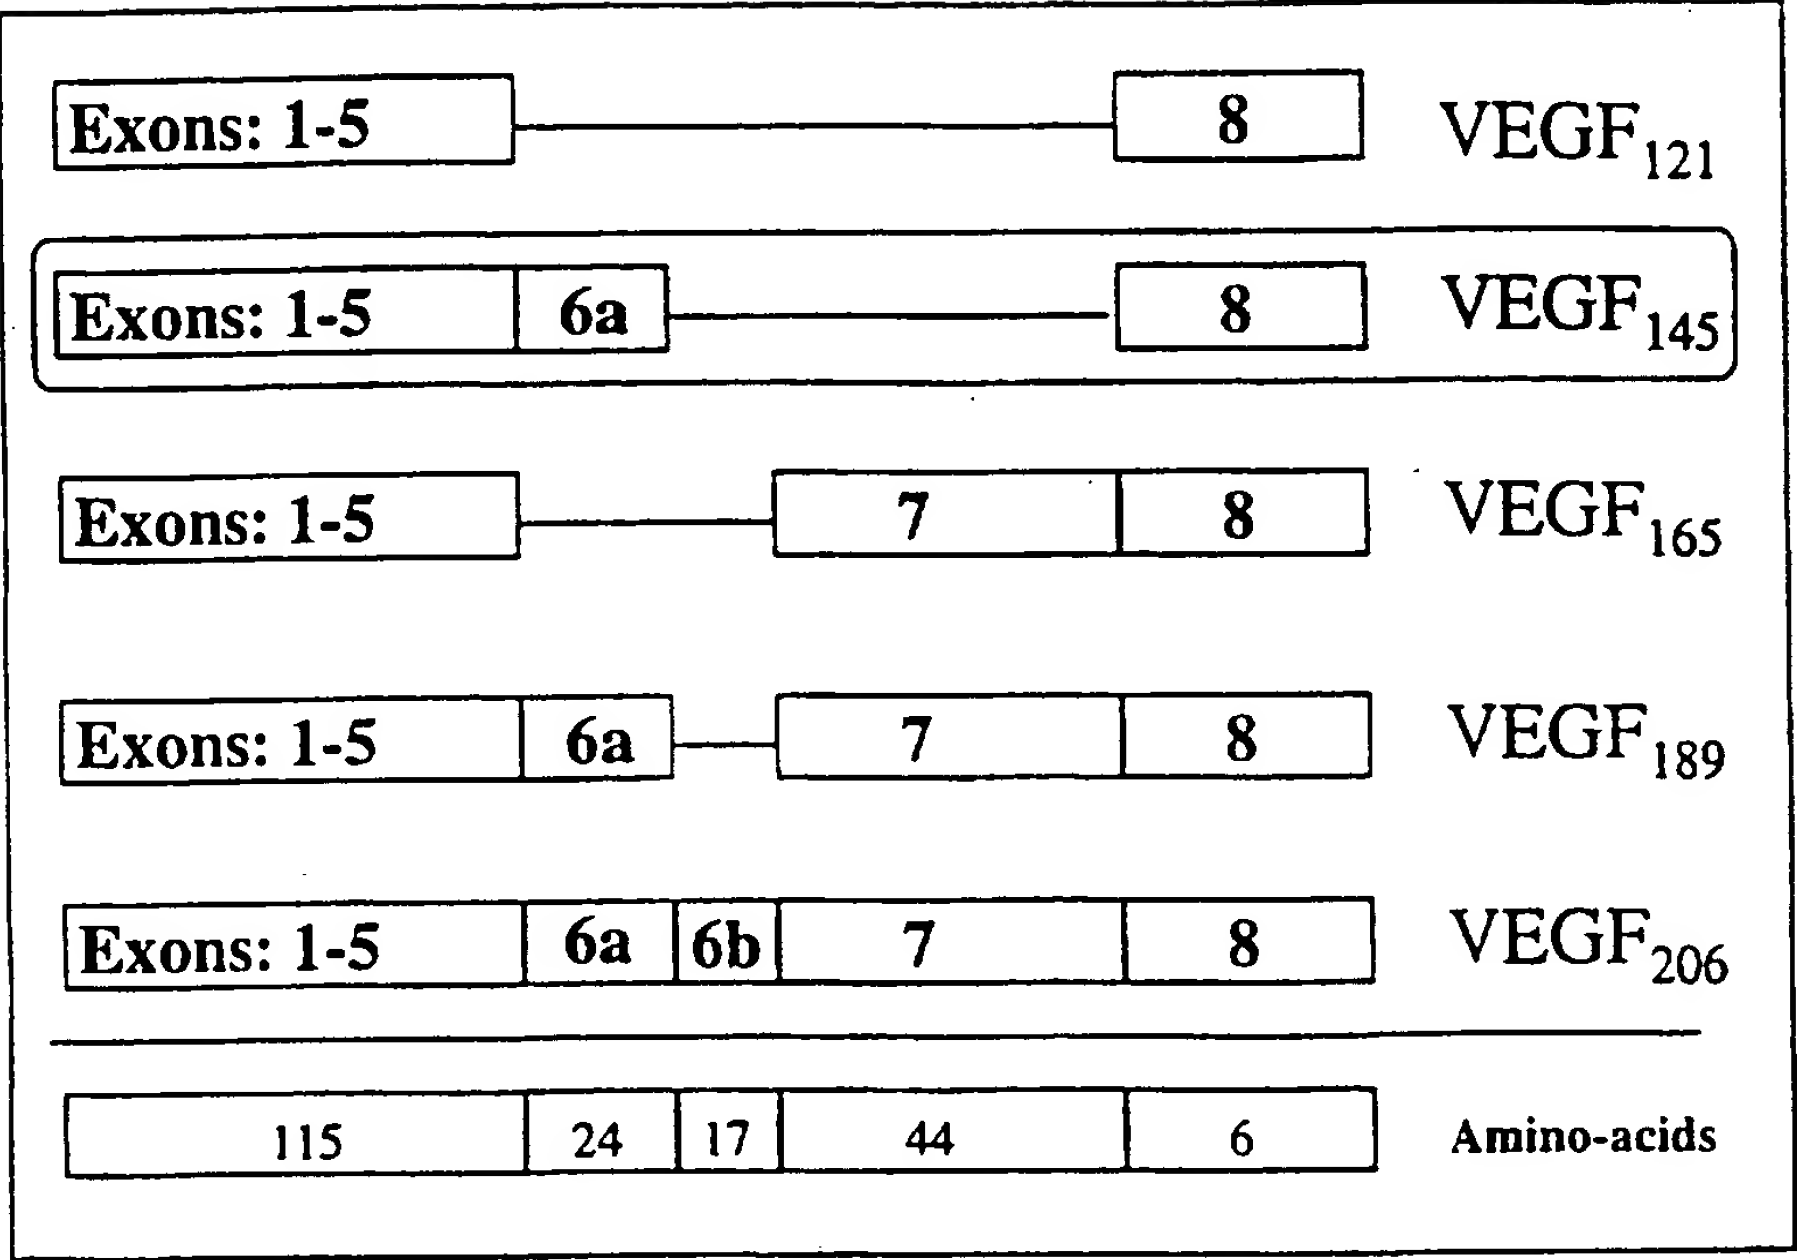 Exons: 1-5 8 VEGF121
Exons: 1-5 6a 8 VEGF145
Exons: 1-5 7 8 VEGF165
Exons: 1-5 6a 7 8 VEGF189
Exons: 1-5 6a 6b 7 8 VEGF206
115 24 17 44 6 Amino-acids